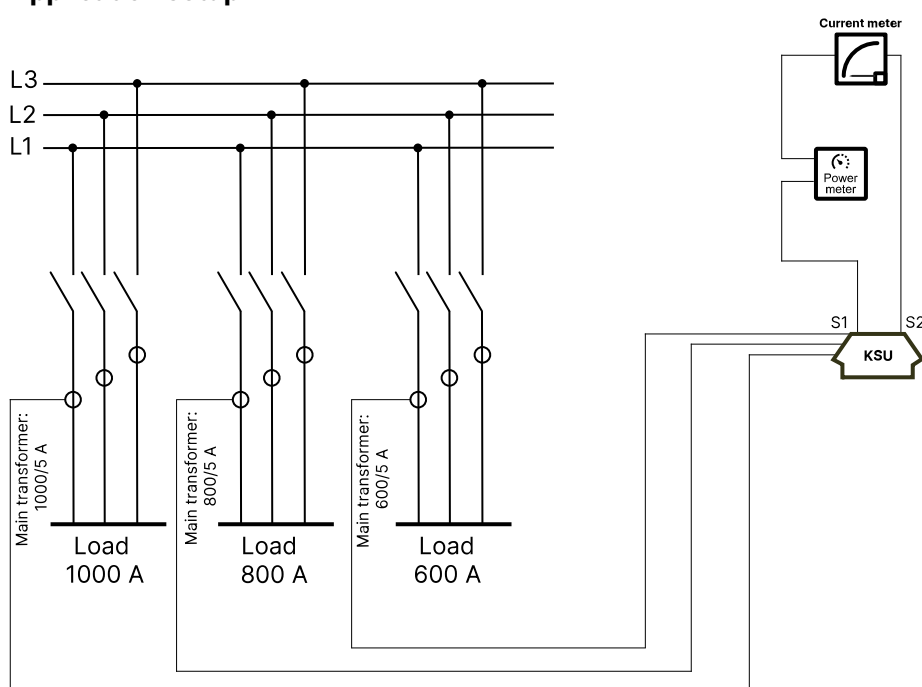 Current meter
L3
L2
L1
Power
meter
S1
S2
KSU
Main transformer:
1000/5 A
Main transformer:
800/5 A
Main transformer:
600/5 A
Load
1000 A
Load
800 A
Load
600 A